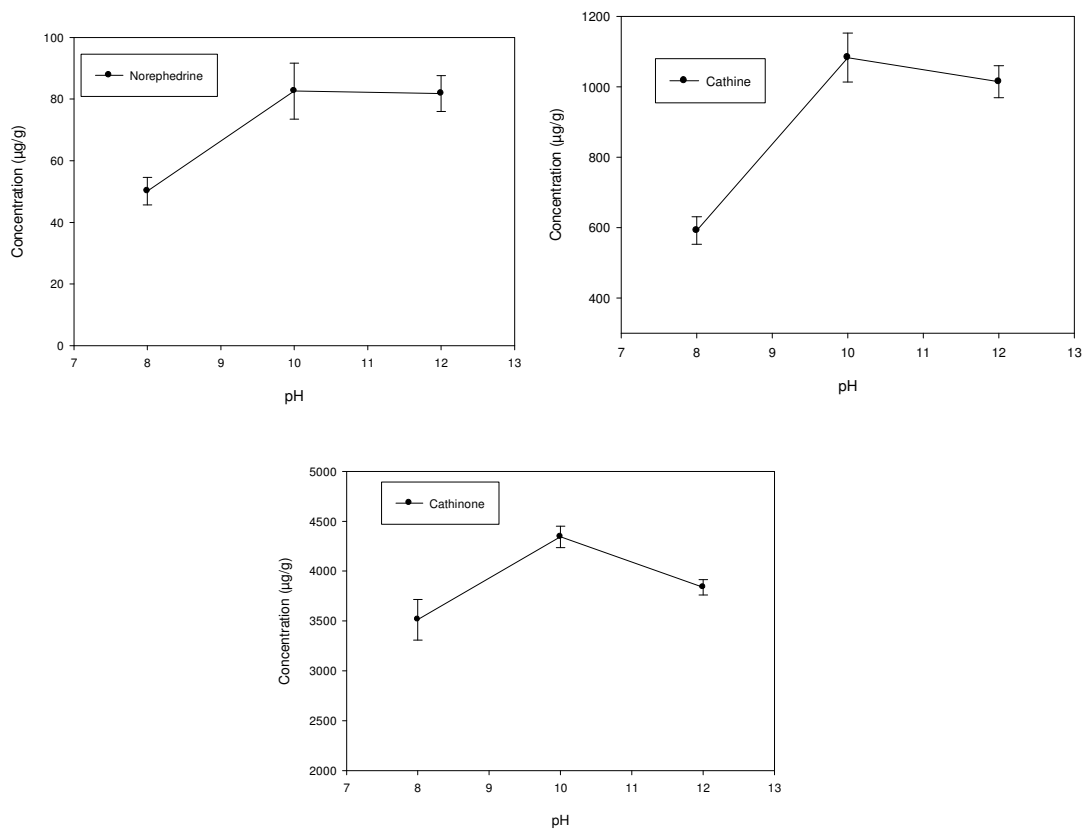 100
80
60
40
20
0
Concentration (µg/g)
Norephedrine
7 8 9 10 11 12 13
pH
1200
1000
800
600
400
Concentration (µg/g)
Cathine
7 8 9 10 11 12 13
pH
5000
4500
4000
3500
3000
2500
2000
Concentration (µg/g)
Cathinone
7 8 9 10 11 12 13
pH